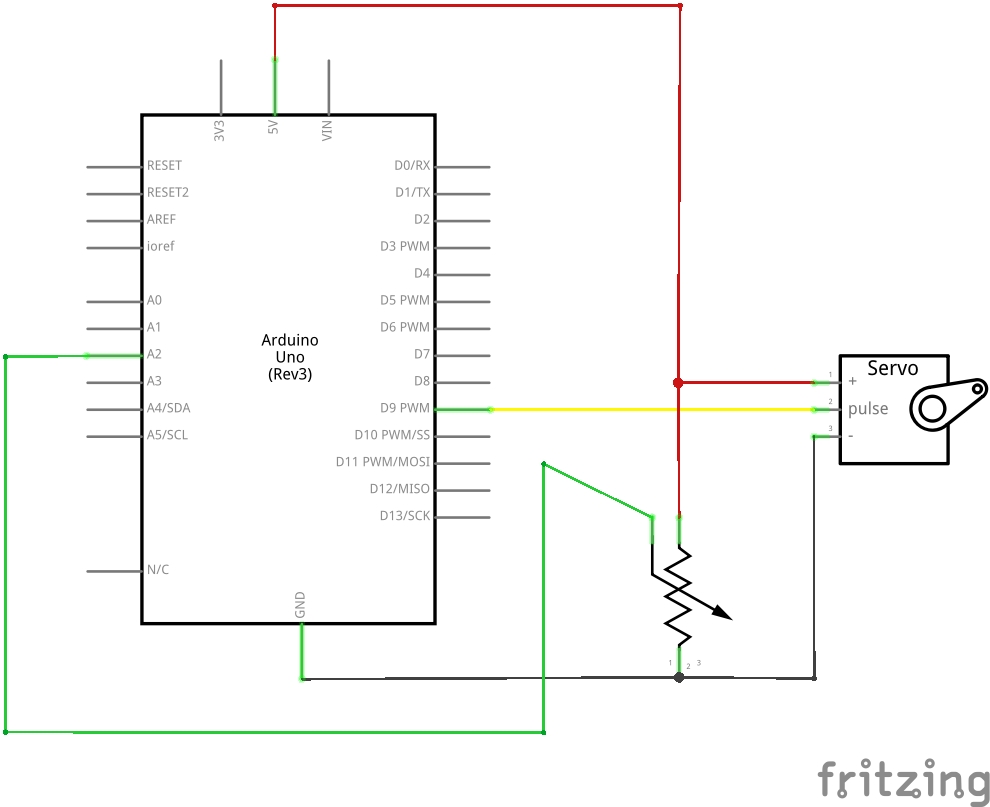 3V3
5V
VIN
RESET
RESET2
AREF
ioref
A0
A1
A2
A3
A4/SDA
A5/SCL
N/C
D0/RX
D1/TX
D2
D3 PWM
D4
D5 PWM
D6 PWM
D7
D8
D9 PWM
D10 PWM/SS
D11 PWM/MOSI
D12/MISO
D13/SCK
Arduino
Uno
(Rev3)
GND
Servo
1 +
2 pulse
3 -
1 2 3
fritzing